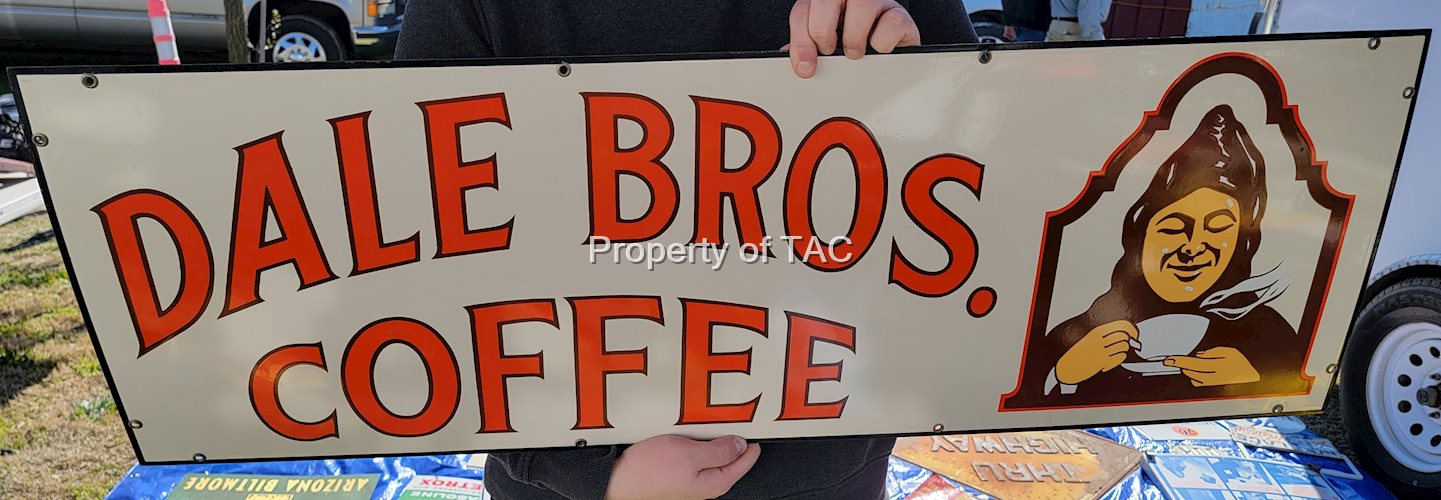 DALE BROS.
COFFEE
Property of TAC
ARIZONA BILTMORE
THRU
HIGHWAY